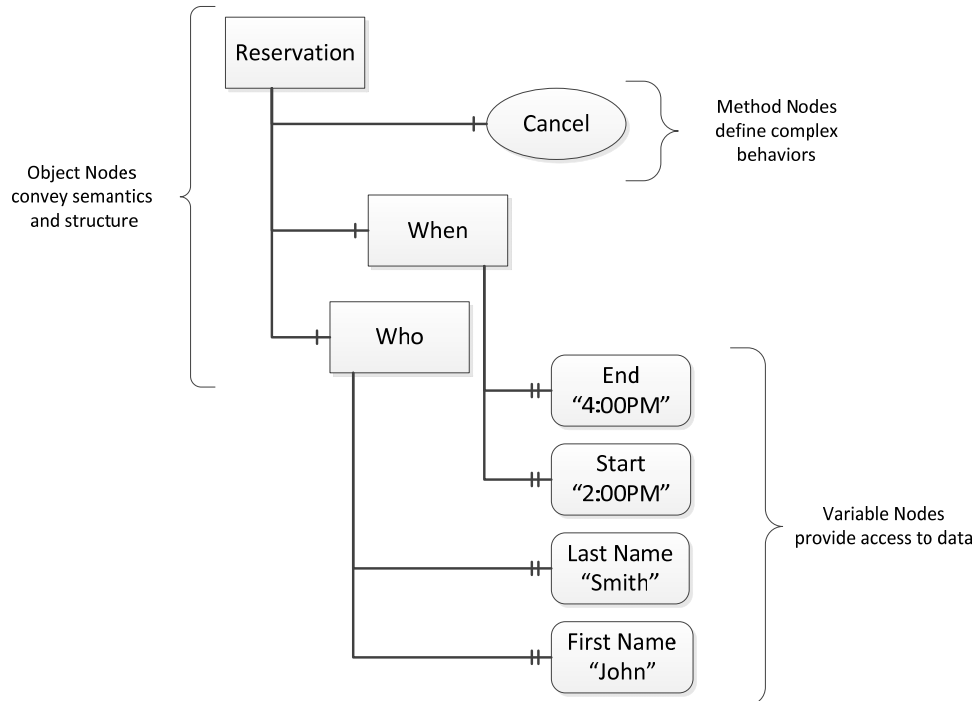 Reservation
Cancel
Method Nodes
define complex
behaviors
Object Nodes
convey semantics
and structure
When
Who
End
“4:00PM”
Start
“2:00PM”
Variable Nodes
provide access to data
Last Name
“Smith”
First Name
“John”